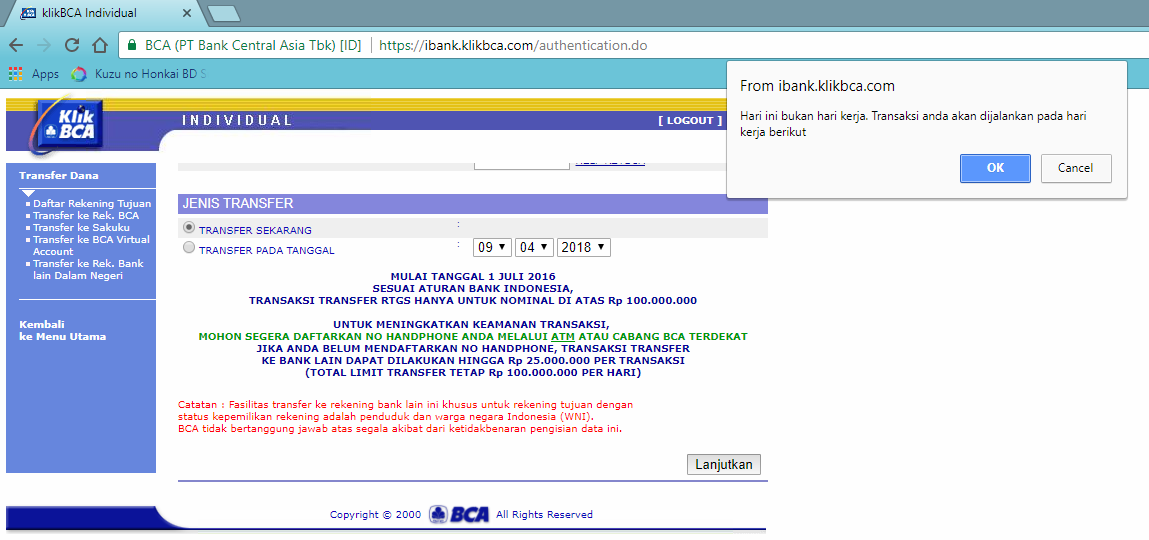 klikBCA Individual
BCA (PT Bank Central Asia Tbk) [ID]
https://ibank.klikbca.com/authentication.do
Apps
Kuzu no Honkai BD S
From ibank.klikbca.com
Hari ini bukan hari kerja. Transaksi anda akan dijalankan pada hari
kerja berikut
OK
Cancel
Klik
BCA
INDIVIDUAL
[ LOGOUT ]
Transfer Dana
Daftar Rekening Tujuan
Transfer ke Rek. BCA
Transfer ke Sakuku
Transfer ke BCA Virtual
Account
Transfer ke Rek. Bank
lain Dalam Negeri
Kembali
ke Menu Utama
JENIS TRANSFER
TRANSFER SEKARANG :
TRANSFER PADA TANGGAL : 09 04 2018
MULAI TANGGAL 1 JULI 2016
SESUAI ATURAN BANK INDONESIA,
TRANSAKSI TRANSFER RTGS HANYA UNTUK NOMINAL DI ATAS Rp 100.000.000
UNTUK MENINGKATKAN KEAMANAN TRANSAKSI,
MOHON SEGERA DAFTARKAN NO HANDPHONE ANDA MELALUI ATM ATAU CABANG BCA TERDEKAT
JIKA ANDA BELUM MENDAFTARKAN NO HANDPHONE, TRANSAKSI TRANSFER
KE BANK LAIN DAPAT DILAKUKAN HINGGA Rp 25.000.000 PER TRANSAKSI
(TOTAL LIMIT TRANSFER TETAP Rp 100.000.000 PER HARI)
Catatan : Fasilitas transfer ke rekening bank lain ini khusus untuk rekening tujuan dengan
status kepemilikan rekening adalah penduduk dan warga negara Indonesia (WNI).
BCA tidak bertanggung jawab atas segala akibat dari ketidakbenaran pengisian data ini.
Lanjutkan
Copyright © 2000 BCA All Rights Reserved